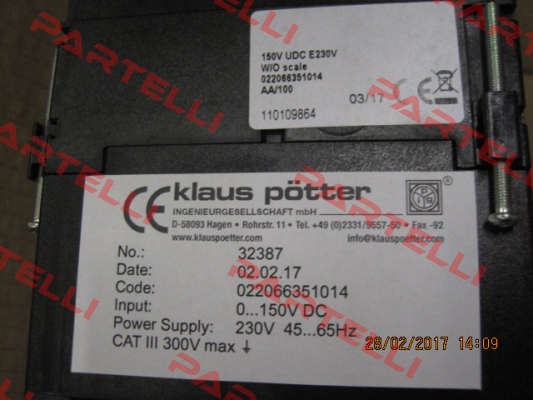 150V UDC E230V
W/O scale
022066351014
AA/100
03/17
110109864
CE klaus pötter
INGENIEURGESELLSCHAFT mbH
D-58093 Hagen • Rohrstr. 11 • Tel. +49 (0)2331/9557-50 • Fax -92
www.klauspoetter.com info@klauspoetter.com
No.: 32387
Date: 02.02.17
Code: 022066351014
Input: 0...150V DC
Power Supply: 230V 45...65Hz
CAT III 300V max
28/02/2017 14:09
PARTELLI
PARTELLI
PARTELLI
PARTELLI
PARTELLI